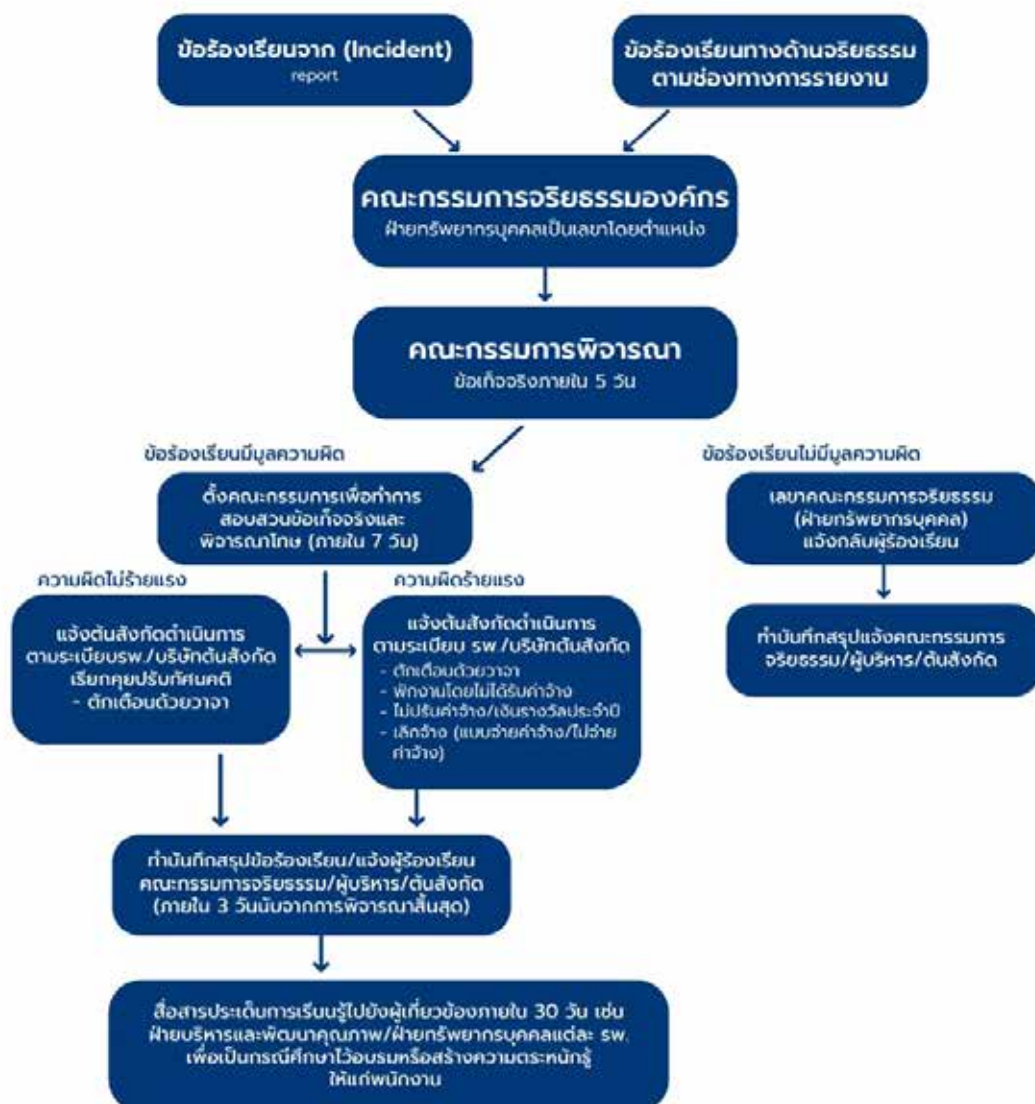 ข้อร้องเรียนจาก (Incident)
report
ข้อร้องเรียนทางด้านจริยธรรม
ตามช่องทางการรายงาน
คณะกรรมการจริยธรรมองค์กร
ฝ่ายทรัพยากรบุคคลเป็นเลขาโดยตำแหน่ง
คณะกรรมการพิจารณา
ข้อเท็จจริงภายใน 5 วัน
ข้อร้องเรียนมีมูลความผิด
ตั้งคณะกรรมการเพื่อทำการ
สอบสวนข้อเท็จจริงและ
พิจารณาโทษ (ภายใน 7 วัน)
ข้อร้องเรียนไม่มีมูลความผิด
เลขาคณะกรรมการจริยธรรม
(ฝ่ายทรัพยากรบุคคล)
แจ้งกลับผู้ร้องเรียน
ทำบันทึกสรุปแจ้งคณะกรรมการ
จริยธรรม/ผู้บริหาร/ต้นสังกัด
ความผิดไม่ร้ายแรง
แจ้งต้นสังกัดดำเนินการ
ตามระเบียบรพ./บริษัทต้นสังกัด
เรียกคุยปรับทัศนคติ
- ตักเตือนด้วยวาจา
ความผิดร้ายแรง
แจ้งต้นสังกัดดำเนินการ
ตามระเบียบ รพ./บริษัทต้นสังกัด
- ตักเตือนด้วยวาจา
- พักงานโดยไม่ได้รับค่าจ้าง
- ไม่ปรับค่าจ้าง/เงินรางวัลประจำปี
- เลิกจ้าง (แบบจ่ายค่าจ้าง/ไม่จ่าย
ค่าจ้าง)
ทำบันทึกสรุปข้อร้องเรียน/แจ้งผู้ร้องเรียน
คณะกรรมการจริยธรรม/ผู้บริหาร/ต้นสังกัด
(ภายใน 3 วันนับจากการพิจารณาสิ้นสุด)
สื่อสารประเด็นการเรียนรู้ไปยังผู้เกี่ยวข้องภายใน 30 วัน เช่น
ฝ่ายบริหารและพัฒนาคุณภาพ/ฝ่ายทรัพยากรบุคคลแต่ละ รพ.
เพื่อเป็นกรณีศึกษาไว้อบรมหรือสร้างความตระหนักรู้
ให้แก่พนักงาน